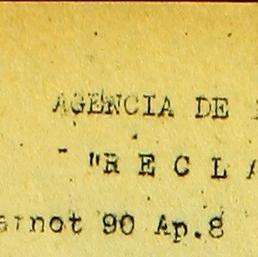 AGENCIA DE
- "R E C L A
arnot 90 Ap.8